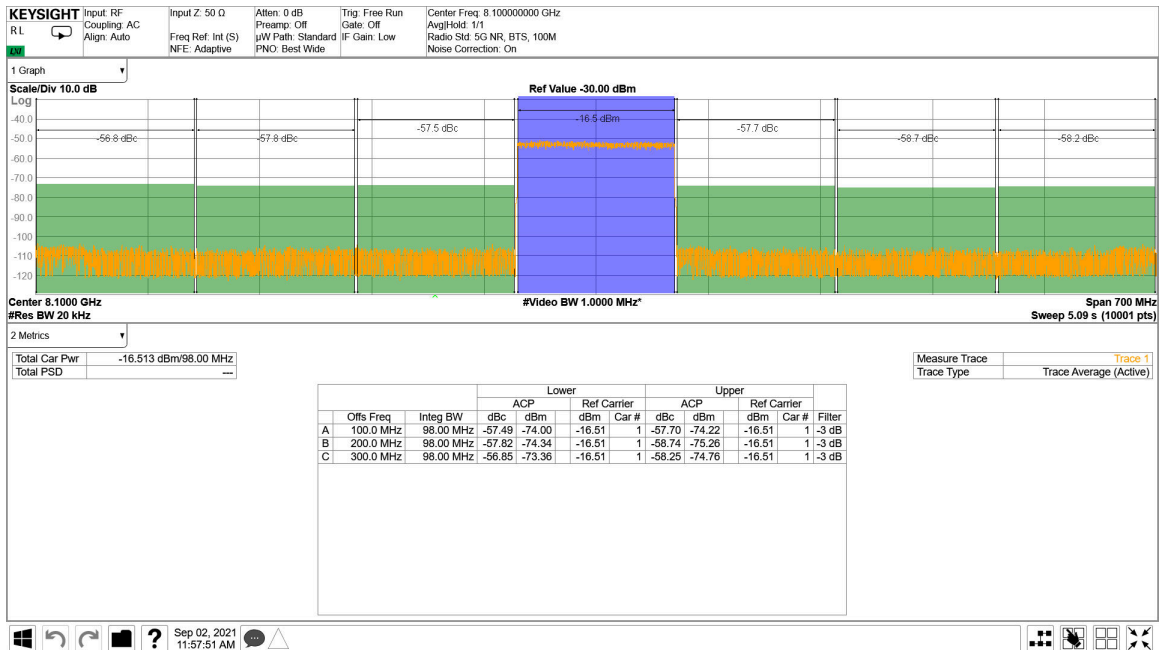 KEYSIGHT Input: RF Input Z: 50 Ω Atten: 0 dB Trig: Free Run Center Freq: 8.100000000 GHz
RL Coupling: AC Preamp: Off Gate: Off Avg|Hold: 1/1
Align: Auto Freq Ref: Int (S) µW Path: Standard IF Gain: Low Radio Std: 5G NR, BTS, 100M
LXI NFE: Adaptive PNO: Best Wide Noise Correction: On
1 Graph
Scale/Div 10.0 dB Ref Value -30.00 dBm
Log
-40.0
-50.0
-60.0
-70.0
-80.0
-90.0
-100
-110
-120
-56.8 dBc -57.8 dBc -57.5 dBc -16.5 dBm -57.7 dBc -58.7 dBc -58.2 dBc
Center 8.1000 GHz #Video BW 1.0000 MHz* Span 700 MHz
#Res BW 20 kHz Sweep 5.09 s (10001 pts)
2 Metrics
Total Car Pwr -16.513 dBm/98.00 MHz Measure Trace Trace 1
Total PSD --- Trace Type Trace Average (Active)
Lower Upper
ACP Ref Carrier ACP Ref Carrier
Offs Freq Integ BW dBc dBm dBm Car # dBc dBm dBm Car # Filter
A 100.0 MHz 98.00 MHz -57.49 -74.00 -16.51 1 -57.70 -74.22 -16.51 1 -3 dB
B 200.0 MHz 98.00 MHz -57.82 -74.34 -16.51 1 -58.74 -75.26 -16.51 1 -3 dB
C 300.0 MHz 98.00 MHz -56.85 -73.36 -16.51 1 -58.25 -74.76 -16.51 1 -3 dB
? Sep 02, 2021
11:57:51 AM